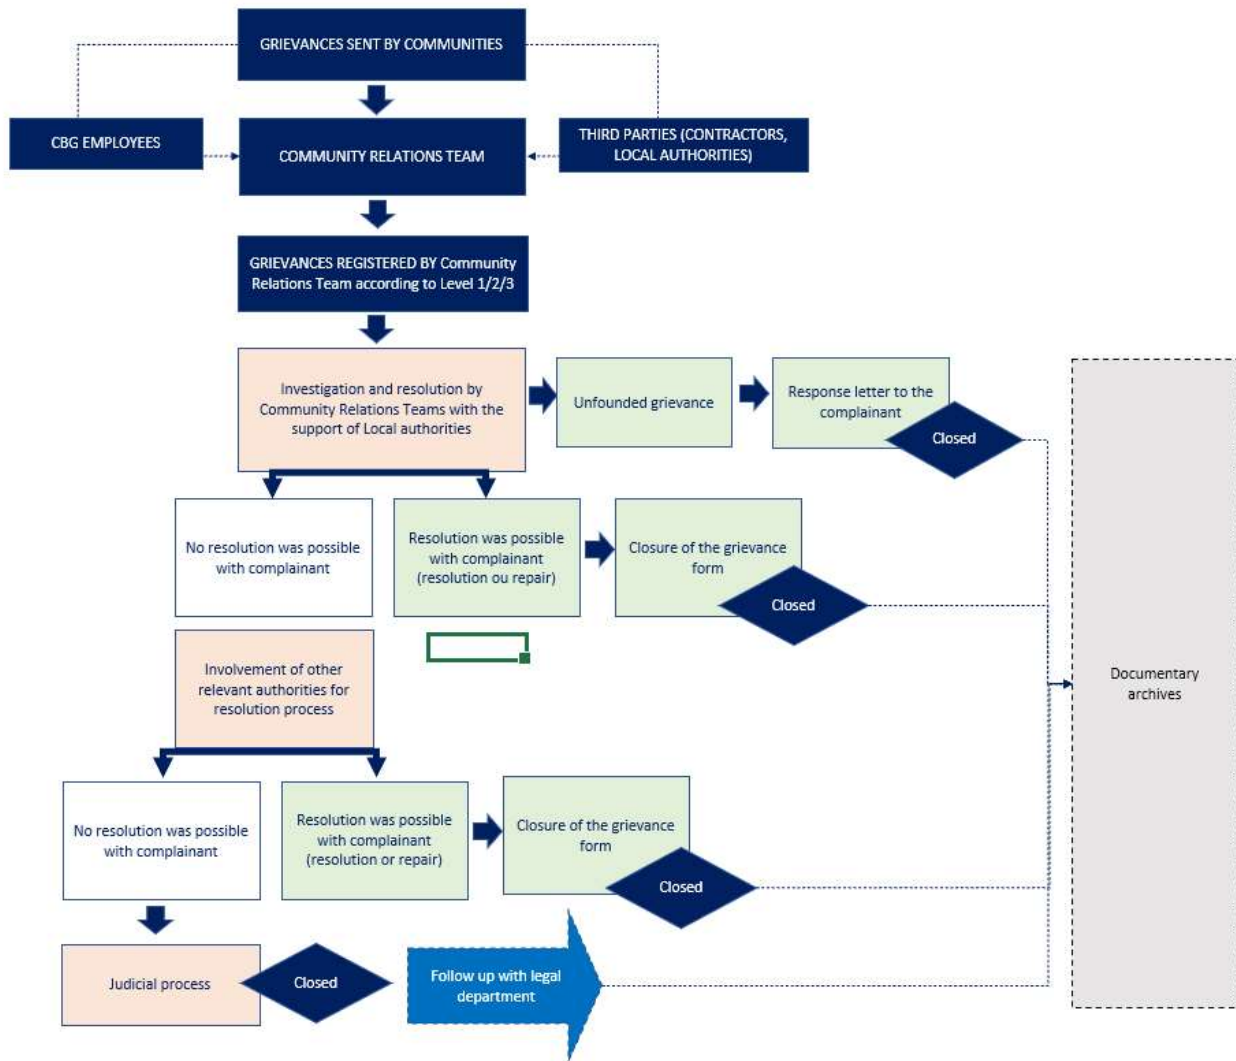 GRIEVANCES SENT BY COMMUNITIES
CBG EMPLOYEES
COMMUNITY RELATIONS TEAM
THIRD PARTIES (CONTRACTORS,
LOCAL AUTHORITIES)
GRIEVANCES REGISTERED BY Community
Relations Team according to Level 1/2/3
Investigation and resolution by
Community Relations Teams with the
support of Local authorities
Unfounded grievance
Response letter to the
complainant
Closed
No resolution was possible
with complainant
Resolution was possible
with complainant
(resolution ou repair)
Closure of the grievance
form
Closed
Documentary
archives
Involvement of other
relevant authorities for
resolution process
No resolution was possible
with complainant
Resolution was possible
with complainant
(resolution or repair)
Closure of the grievance
form
Closed
Judicial process
Closed
Follow up with legal
department